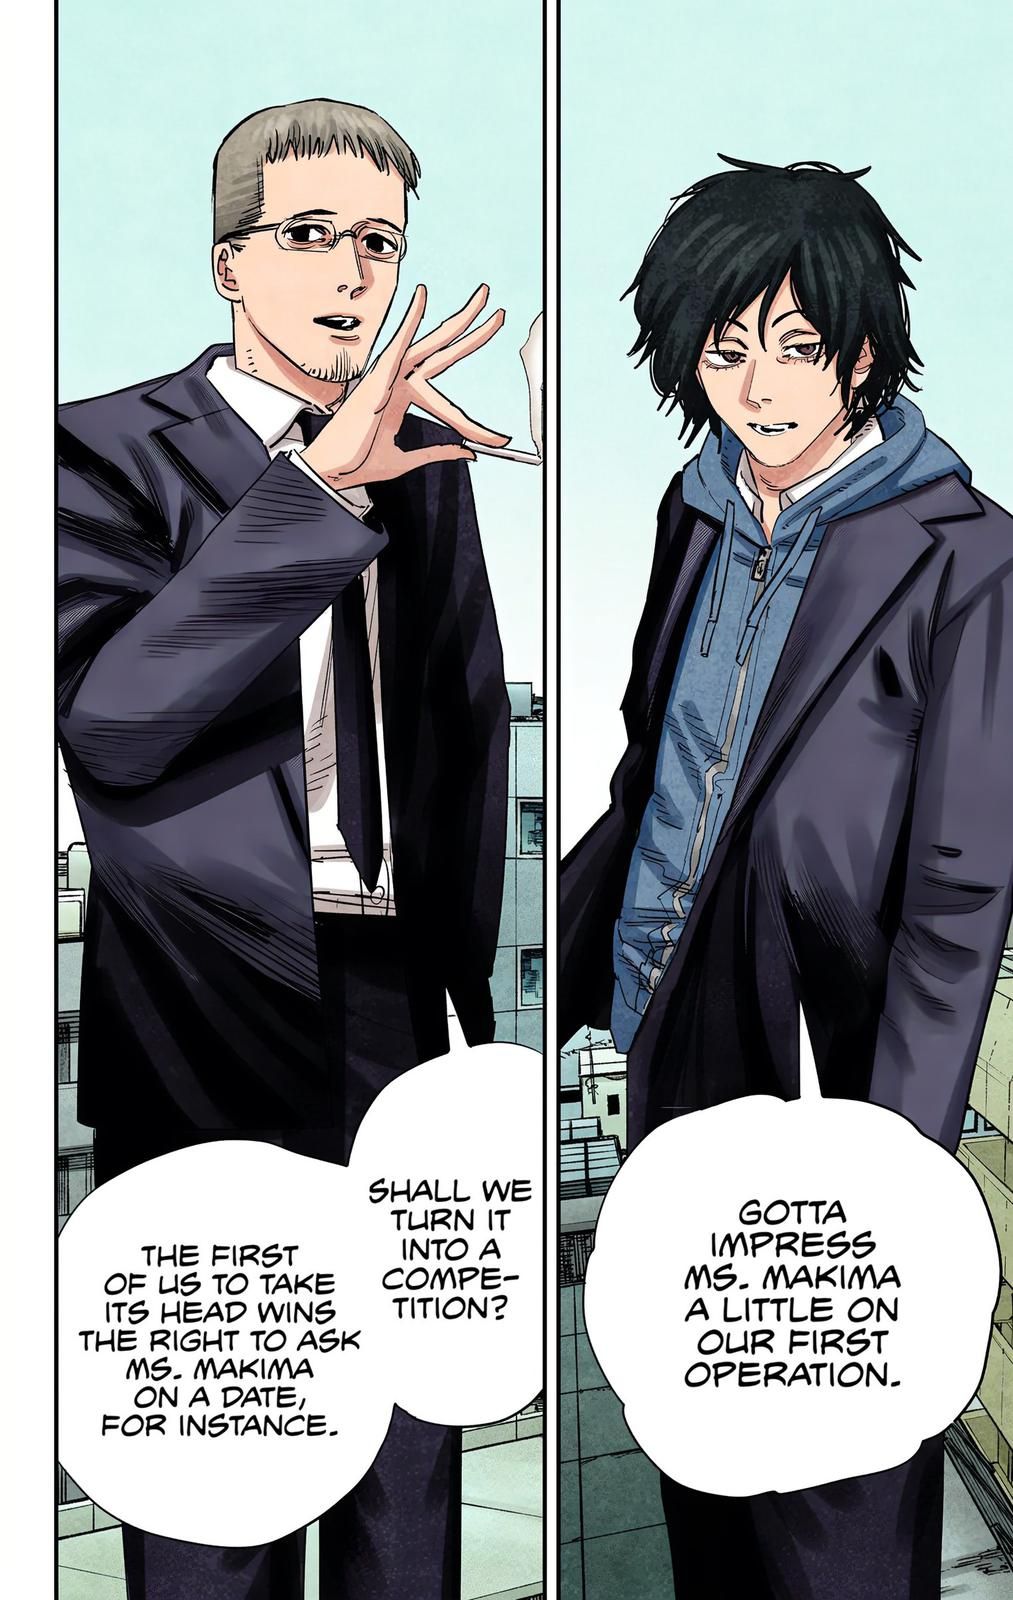 GOTTA
IMPRESS
MS. MAKIMA
A LITTLE ON
OUR FIRST
OPERATION.
SHALL WE
TURN IT
INTO A
COMPE-
TITION?
THE FIRST
OF US TO TAKE
ITS HEAD WINS
THE RIGHT TO ASK
MS. MAKIMA
ON A DATE,
FOR INSTANCE.